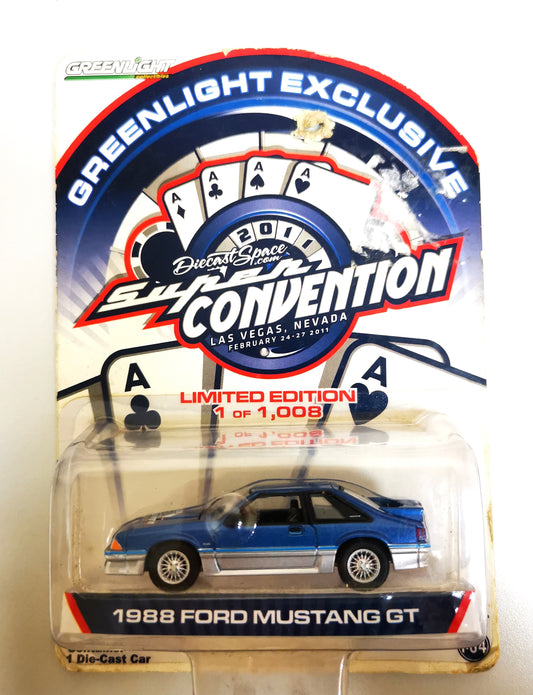 GREENLIGHT
collectibles
GREENLIGHT EXCLUSIVE
A A A A
2011
DiecastSpace.com
Super
CONVENTION
LAS VEGAS, NEVADA
FEBRUARY 24-27 2011
A A
LIMITED EDITION
1 OF 1,008
1988 FORD MUSTANG GT
1 Die-Cast Car